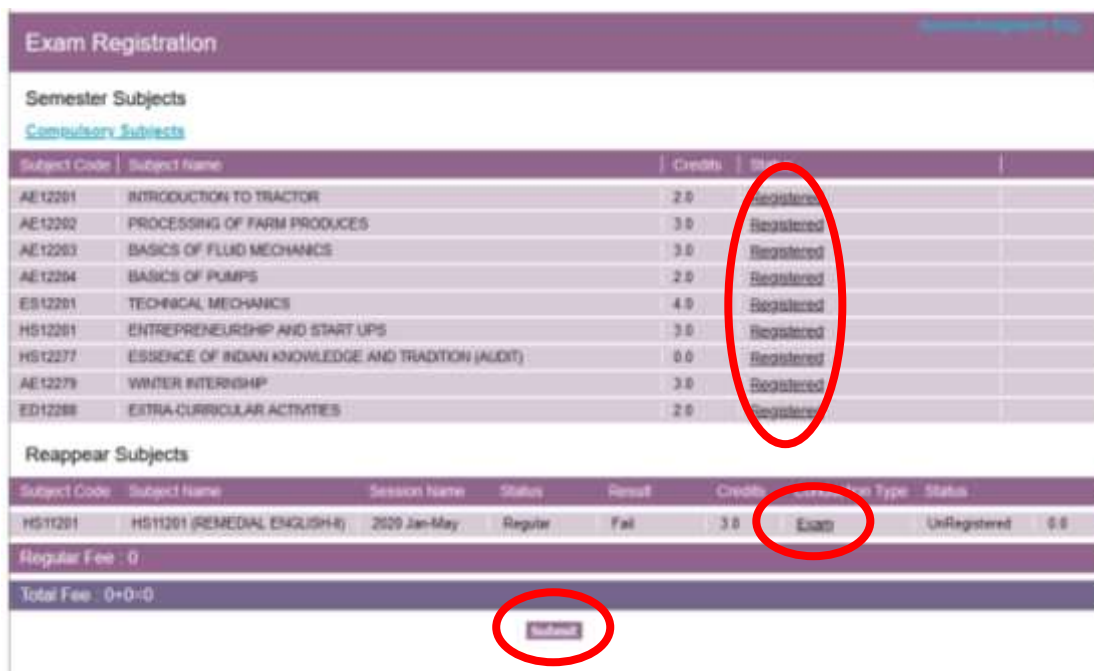 Exam Registration
Semester Subjects
Compulsory Subjects
Subject Code Subject Name Credits
AE12201 INTRODUCTION TO TRACTOR 2.0 Registered
AE12202 PROCESSING OF FARM PRODUCES 3.0 Registered
AE12203 BASICS OF FLUID MECHANICS 3.0 Registered
AE12204 BASICS OF PUMPS 2.0 Registered
ES12201 TECHNICAL MECHANICS 4.0 Registered
HS12201 ENTREPRENEURSHIP AND START UPS 3.0 Registered
HS12277 ESSENCE OF INDIAN KNOWLEDGE AND TRADITION (AUDIT) 0.0 Registered
AE12279 WINTER INTERNSHIP 3.0 Registered
ED12288 EXTRA-CURRICULAR ACTIVITIES 2.0 Registered
Reappear Subjects
Subject Code Subject Name Session Name Status Result Credits Type Status
HS11201 HS11201 (REMEDIAL ENGLISH-II) 2020 Jan-May Regular Fail 3.0 Exam UnRegistered 0.0
Regular Fee : 0
Total Fee : 0+0=0
Submit